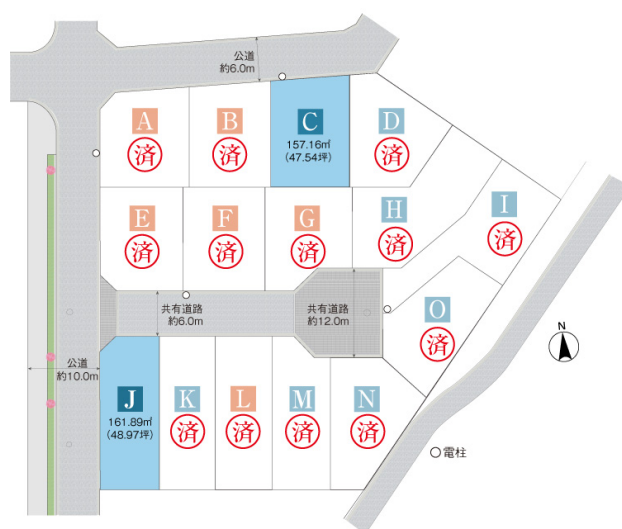 公道
約6.0m
A
済
B
済
C
157.16㎡
(47.54坪)
D
済
E
済
F
済
G
済
H
済
I
済
共有道路
約6.0m
共有道路
約12.0m
O
済
公道
約10.0m
J
161.89㎡
(48.97坪)
K
済
L
済
M
済
N
済
N
○電柱